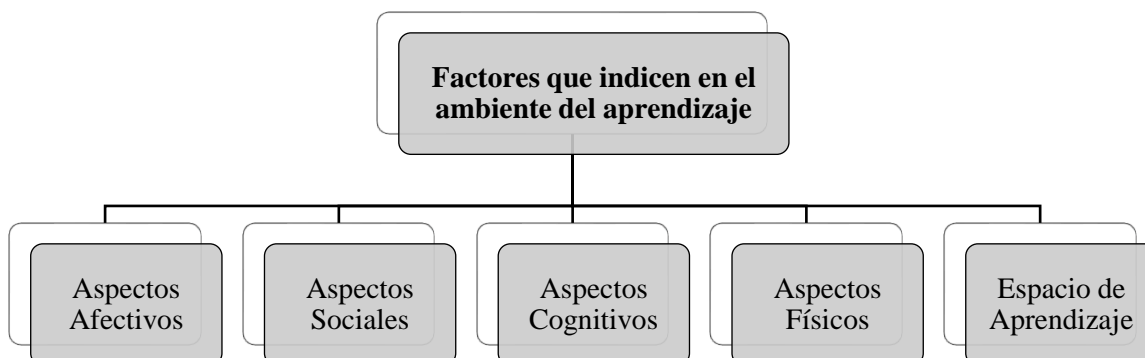 Factores que indicen en el
ambiente del aprendizaje
Aspectos
Afectivos
Aspectos
Sociales
Aspectos
Cognitivos
Aspectos
Físicos
Espacio de
Aprendizaje